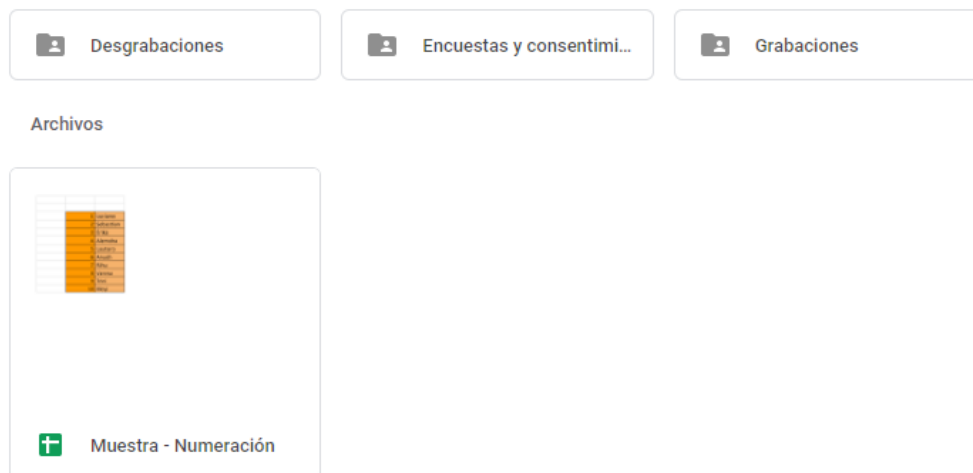 Desgrabaciones
Encuestas y consentimi...
Grabaciones
Archivos
Muestra - Numeración